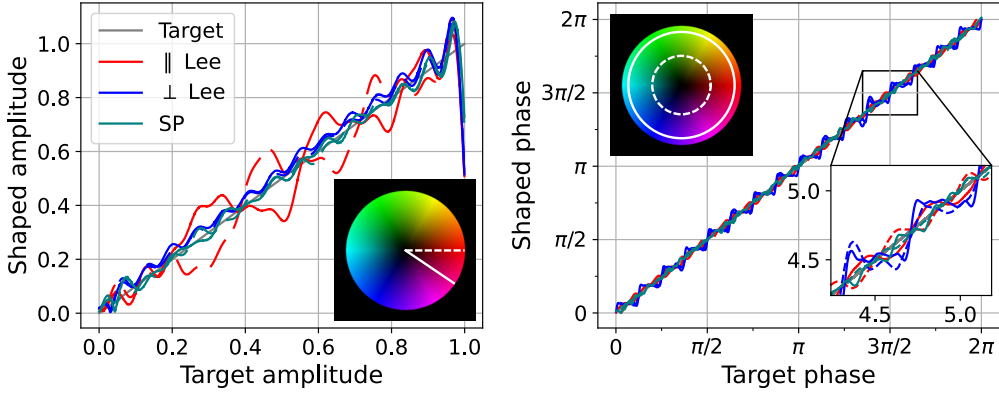 Target
∥ Lee
⊥ Lee
SP
Shaped amplitude
1.0
0.8
0.6
0.4
0.2
0.0
0.0
0.2
0.4
0.6
0.8
1.0
Target amplitude
Shaped phase
2π
3π/2
π
π/2
0
0
π/2
π
3π/2
2π
Target phase
5.0
4.5
4.5
5.0